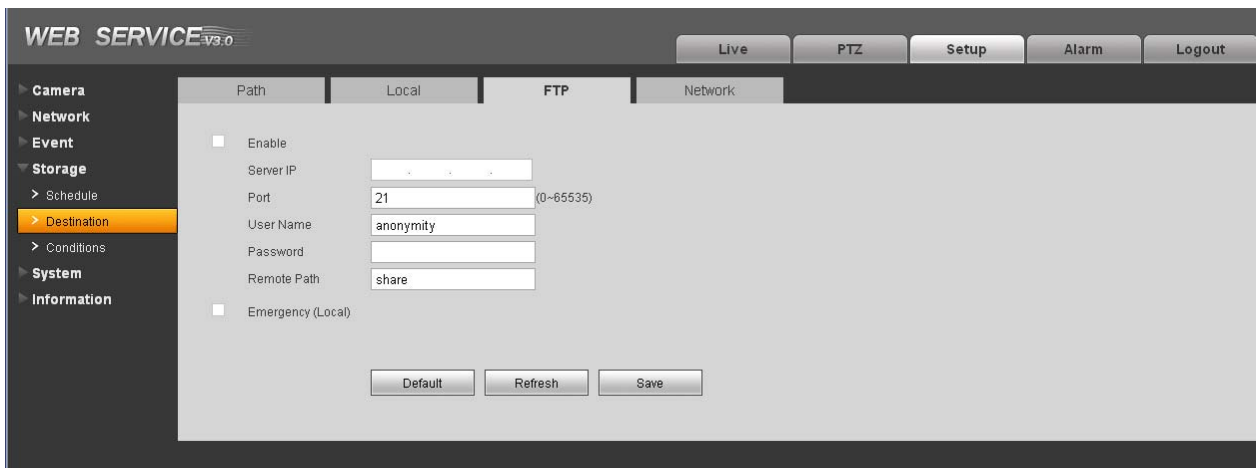 WEB SERVICE V3.0
Live PTZ Setup Alarm Logout
Camera
Network
Event
Storage
> Schedule
> Destination
> Conditions
System
Information
Path Local FTP Network
Enable
Server IP . . .
Port 21 (0~65535)
User Name anonymity
Password
Remote Path share
Emergency (Local)
Default Refresh Save